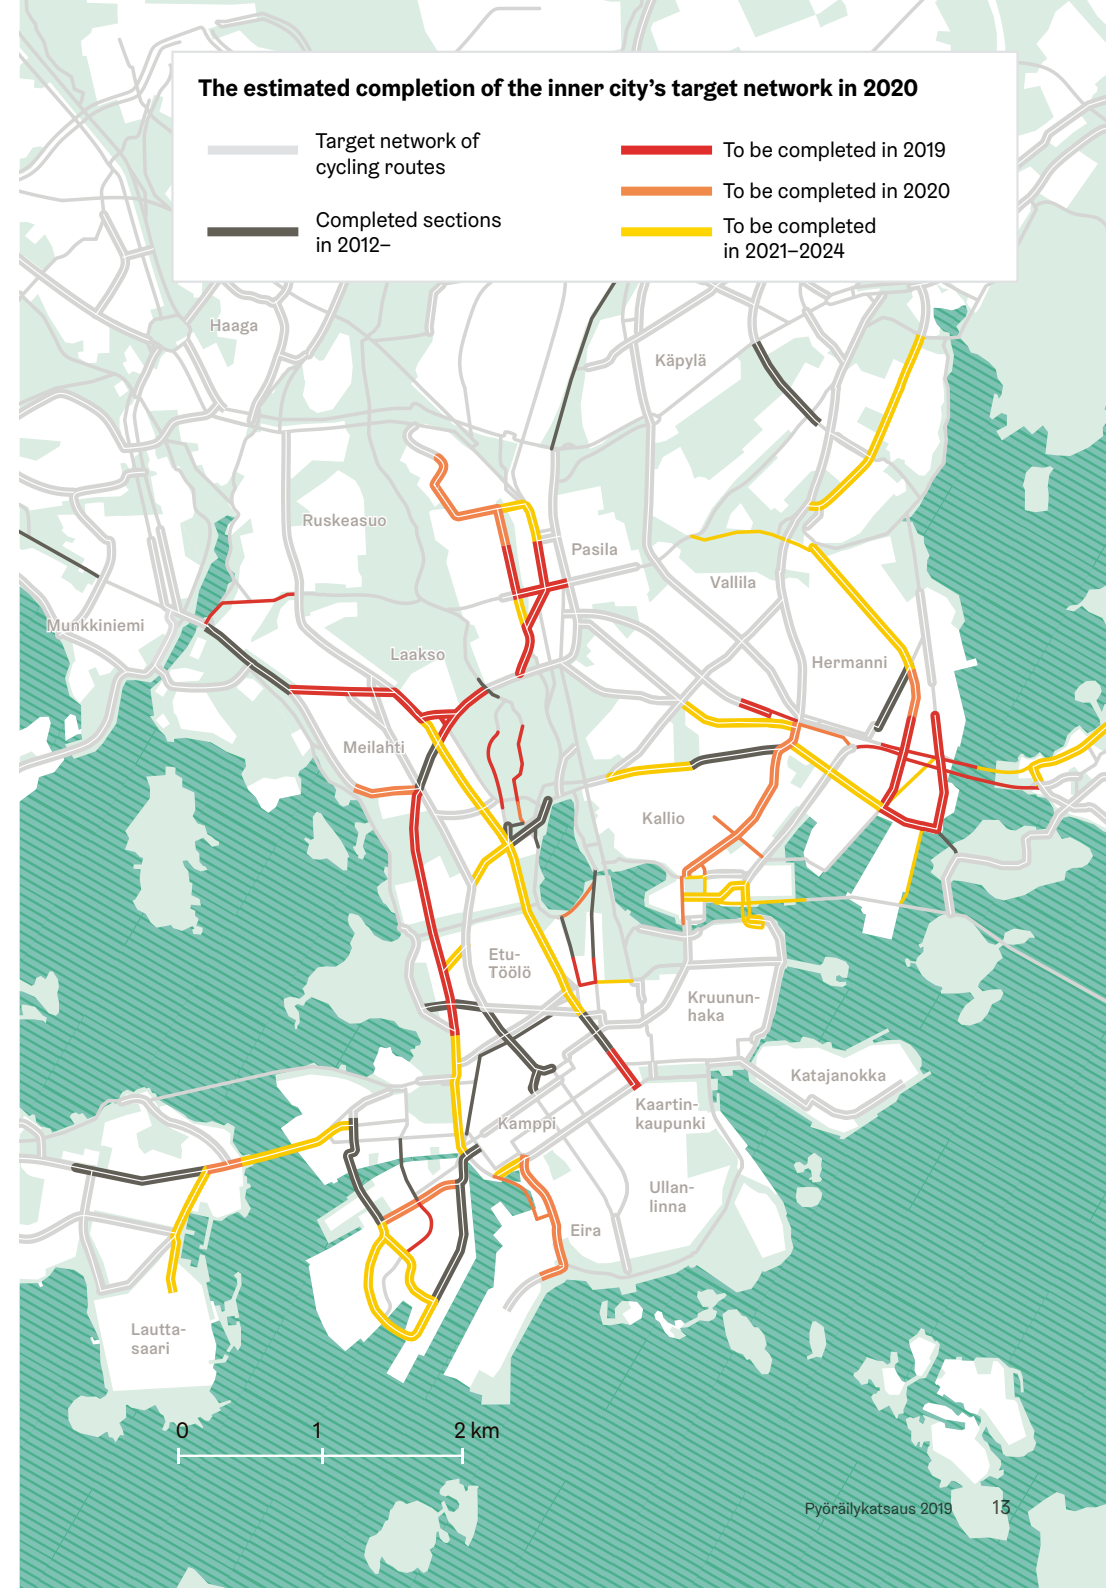 The estimated completion of the inner city's target network in 2020
Target network of
cycling routes
Completed sections
in 2012–
To be completed in 2019
To be completed in 2020
To be completed
in 2021–2024
Haaga
Käpylä
Ruskeasuo
Pasila
Vallila
Munkkiniemi
Laakso
Hermanni
Meilahti
Kallio
Etu-
Töölö
Kruunun-
haka
Katajanokka
Kaartin-
kaupunki
Kamppi
Ullan-
linna
Eira
Lautta-
saari
0 1 2 km
Pyöräilykatsaus 2019 13